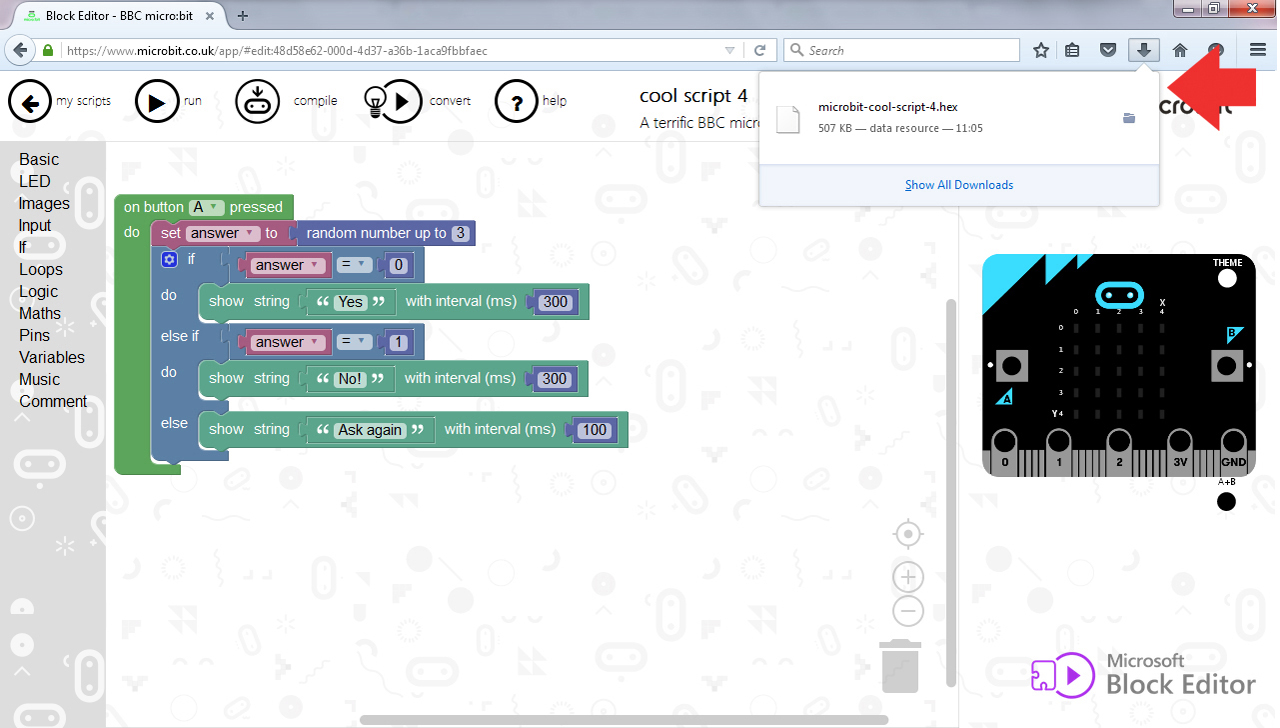 Block Editor - BBC micro:bit
https://www.microbit.co.uk/app/#edit:48d58e62-000d-4d37-a36b-1aca9fbbfaec
Search
my scripts
run
compile
convert
help
cool script 4
A terrific BBC micr
microbit-cool-script-4.hex
507 KB — data resource — 11:05
Show All Downloads
Basic
LED
Images
Input
If
Loops
Logic
Maths
Pins
Variables
Music
Comment
on button A pressed
do set answer to random number up to 3
if answer = 0
do show string “ Yes ” with interval (ms) 300
else if answer = 1
do show string “ No! ” with interval (ms) 300
else show string “ Ask again ” with interval (ms) 100
THEME
X
0 1 2 3 4
0
1
2
3
Y 4
B
A
0 1 2 3V GND
A+B
Microsoft
Block Editor